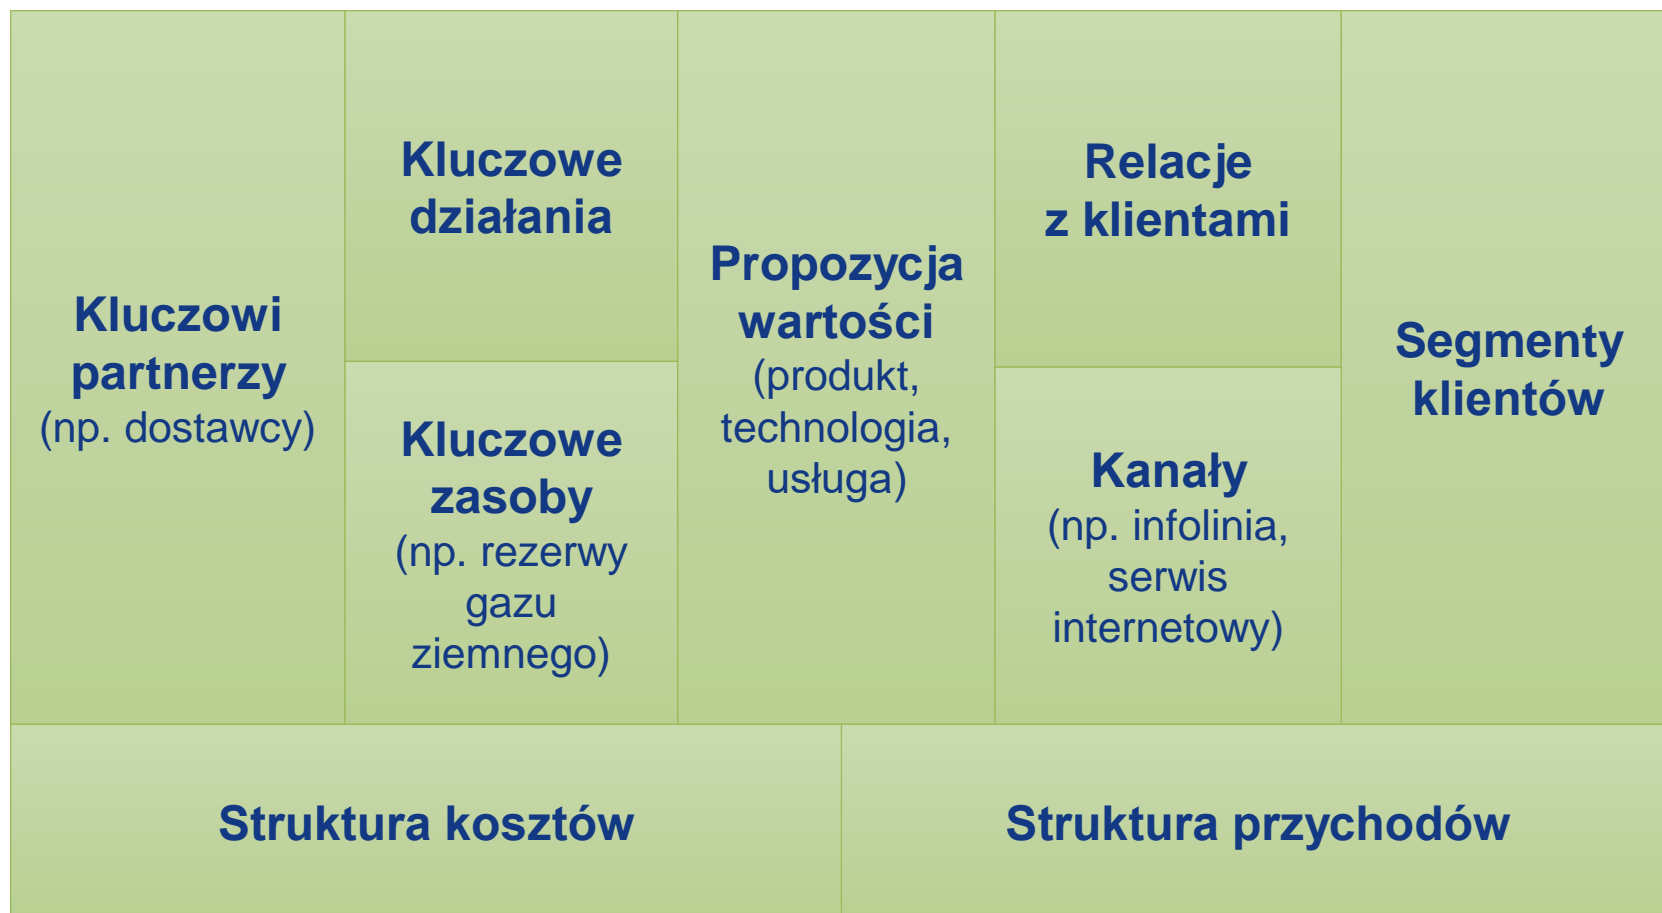 Kluczowi
partnerzy
(np. dostawcy)
Kluczowe
działania
Kluczowe
zasoby
(np. rezerwy
gazu
ziemnego)
Propozycja
wartości
(produkt,
technologia,
usługa)
Relacje
z klientami
Kanały
(np. infolinia,
serwis
internetowy)
Segmenty
klientów
Struktura kosztów
Struktura przychodów